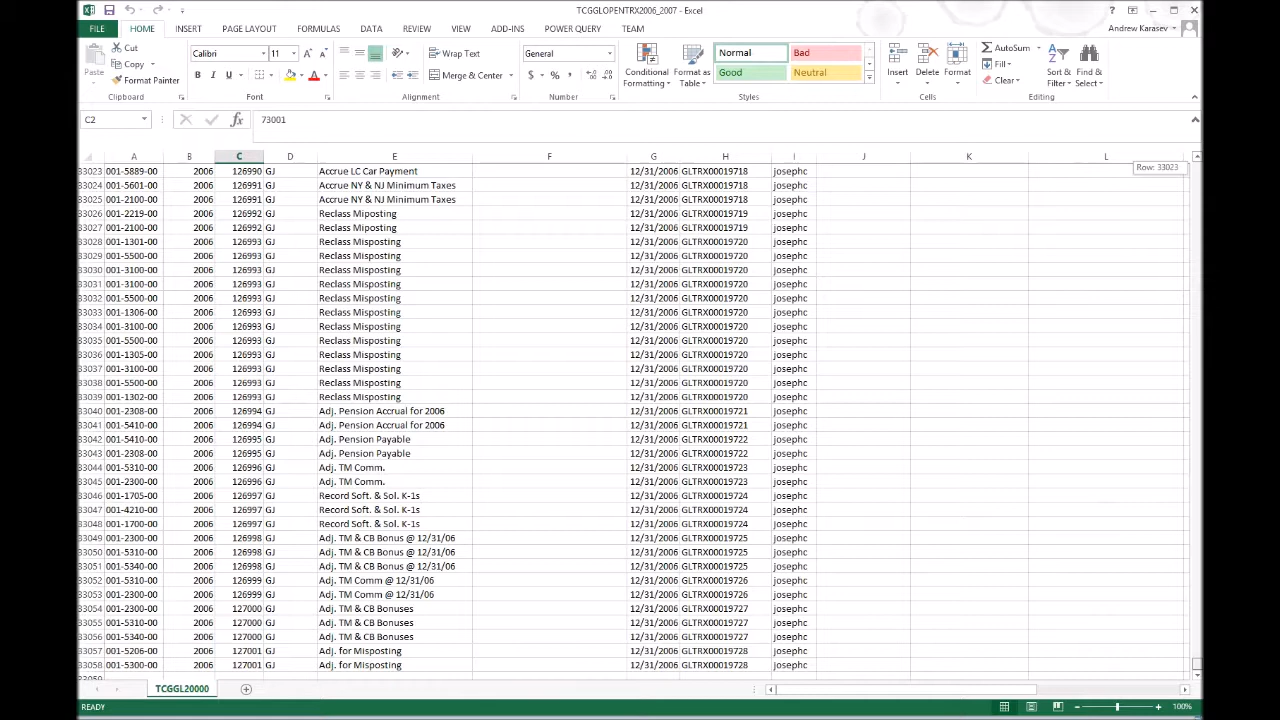 TCGGLOPENTRX2006_2007 - Excel
FILE HOME INSERT PAGE LAYOUT FORMULAS DATA REVIEW VIEW ADD-INS POWER QUERY TEAM Andrew Karasev
Cut
Copy
Format Painter
Paste
Clipboard
Calibri 11
B I U
Font
Wrap Text
Merge & Center
Alignment
General
$ % ,
Number
Conditional Formatting
Format as Table
Normal Bad
Good Neutral
Styles
Insert Delete Format
Cells
AutoSum
Fill
Clear
Sort & Filter
Find & Select
Editing
C2 fx 73001
A B C D E F G H I J K L
Row: 33023
33023 001-5889-00 2006 126990 GJ Accrue LC Car Payment 12/31/2006 GLTRX00019718 josephc
33024 001-5601-00 2006 126991 GJ Accrue NY & NJ Minimum Taxes 12/31/2006 GLTRX00019718 josephc
33025 001-2100-00 2006 126991 GJ Accrue NY & NJ Minimum Taxes 12/31/2006 GLTRX00019718 josephc
33026 001-2219-00 2006 126992 GJ Reclass Miposting 12/31/2006 GLTRX00019719 josephc
33027 001-2100-00 2006 126992 GJ Reclass Miposting 12/31/2006 GLTRX00019719 josephc
33028 001-1301-00 2006 126993 GJ Reclass Misposting 12/31/2006 GLTRX00019720 josephc
33029 001-5500-00 2006 126993 GJ Reclass Misposting 12/31/2006 GLTRX00019720 josephc
33030 001-3100-00 2006 126993 GJ Reclass Misposting 12/31/2006 GLTRX00019720 josephc
33031 001-3100-00 2006 126993 GJ Reclass Misposting 12/31/2006 GLTRX00019720 josephc
33032 001-5500-00 2006 126993 GJ Reclass Misposting 12/31/2006 GLTRX00019720 josephc
33033 001-1306-00 2006 126993 GJ Reclass Misposting 12/31/2006 GLTRX00019720 josephc
33034 001-3100-00 2006 126993 GJ Reclass Misposting 12/31/2006 GLTRX00019720 josephc
33035 001-5500-00 2006 126993 GJ Reclass Misposting 12/31/2006 GLTRX00019720 josephc
33036 001-1305-00 2006 126993 GJ Reclass Misposting 12/31/2006 GLTRX00019720 josephc
33037 001-3100-00 2006 126993 GJ Reclass Misposting 12/31/2006 GLTRX00019720 josephc
33038 001-5500-00 2006 126993 GJ Reclass Misposting 12/31/2006 GLTRX00019720 josephc
33039 001-1302-00 2006 126993 GJ Reclass Misposting 12/31/2006 GLTRX00019720 josephc
33040 001-2308-00 2006 126994 GJ Adj. Pension Accrual for 2006 12/31/2006 GLTRX00019721 josephc
33041 001-5410-00 2006 126994 GJ Adj. Pension Accrual for 2006 12/31/2006 GLTRX00019721 josephc
33042 001-5410-00 2006 126995 GJ Adj. Pension Payable 12/31/2006 GLTRX00019722 josephc
33043 001-2308-00 2006 126995 GJ Adj. Pension Payable 12/31/2006 GLTRX00019722 josephc
33044 001-5310-00 2006 126996 GJ Adj. TM Comm. 12/31/2006 GLTRX00019723 josephc
33045 001-2300-00 2006 126996 GJ Adj. TM Comm. 12/31/2006 GLTRX00019723 josephc
33046 001-1705-00 2006 126997 GJ Record Soft. & Sol. K-1s 12/31/2006 GLTRX00019724 josephc
33047 001-4210-00 2006 126997 GJ Record Soft. & Sol. K-1s 12/31/2006 GLTRX00019724 josephc
33048 001-1700-00 2006 126997 GJ Record Soft. & Sol. K-1s 12/31/2006 GLTRX00019724 josephc
33049 001-2300-00 2006 126998 GJ Adj. TM & CB Bonus @ 12/31/06 12/31/2006 GLTRX00019725 josephc
33050 001-5310-00 2006 126998 GJ Adj. TM & CB Bonus @ 12/31/06 12/31/2006 GLTRX00019725 josephc
33051 001-5340-00 2006 126998 GJ Adj. TM & CB Bonus @ 12/31/06 12/31/2006 GLTRX00019725 josephc
33052 001-5310-00 2006 126999 GJ Adj. TM Comm @ 12/31/06 12/31/2006 GLTRX00019726 josephc
33053 001-2300-00 2006 126999 GJ Adj. TM Comm @ 12/31/06 12/31/2006 GLTRX00019726 josephc
33054 001-2300-00 2006 127000 GJ Adj. TM & CB Bonuses 12/31/2006 GLTRX00019727 josephc
33055 001-5310-00 2006 127000 GJ Adj. TM & CB Bonuses 12/31/2006 GLTRX00019727 josephc
33056 001-5340-00 2006 127000 GJ Adj. TM & CB Bonuses 12/31/2006 GLTRX00019727 josephc
33057 001-5206-00 2006 127001 GJ Adj. for Misposting 12/31/2006 GLTRX00019728 josephc
33058 001-5300-00 2006 127001 GJ Adj. for Misposting 12/31/2006 GLTRX00019728 josephc
TCGGL20000
READY 100%